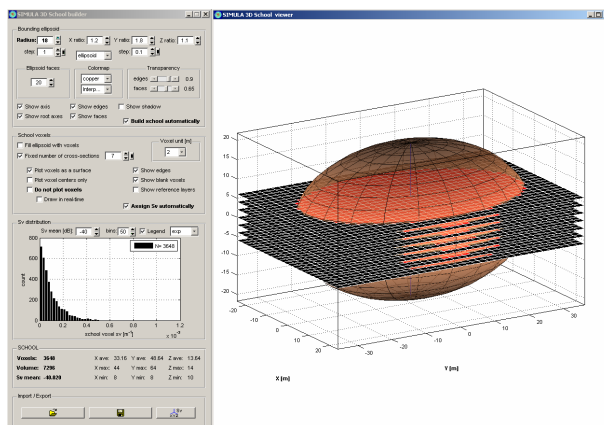 SIMULA 3D School builder
Bounding ellipsoid
Radius: 18 X ratio: 1.2 Y ratio: 1.8 Z ratio: 1.1
step: 1 ellipsoid step: 0.1
Ellipsoid faces Colormap Transparency
20 copper edges 0.9
Interp... faces 0.65
Show axis Show edges Show shadow
Show root axes Show faces
Build school automatically
School voxels
Fill ellipsoid with voxels Voxel unit [m]
Fixed number of cross-sections 7 2
Plot voxels as a surface Show edges
Plot voxel centers only Show blank voxels
Do not plot voxels Show reference layers
Draw in real-time
Assign Sv automatically
Sv distribution
Sv mean [dB]: -40 bins: 50 Legend exp
800
600
400
200
0
count
N= 3648
0 0.2 0.4 0.6 0.8 1 1.2
school voxel sv [m⁻¹] x 10⁻³
SCHOOL
Voxels: 3648 X ave: 33.16 Y ave: 48.64 Z ave: 13.64
Volume: 7296 X max: 44 Y max: 64 Z max: 14
Sv mean: -40.020 X min: 8 Y min: 8 Z min: 10
Import / Export
SIMULA 3D School viewer
20
15
10
5
0
-5
-10
-15
-20
-20
-10
0
10
20
-30
-20
-10
0
10
20
30
X [m]
Y [m]